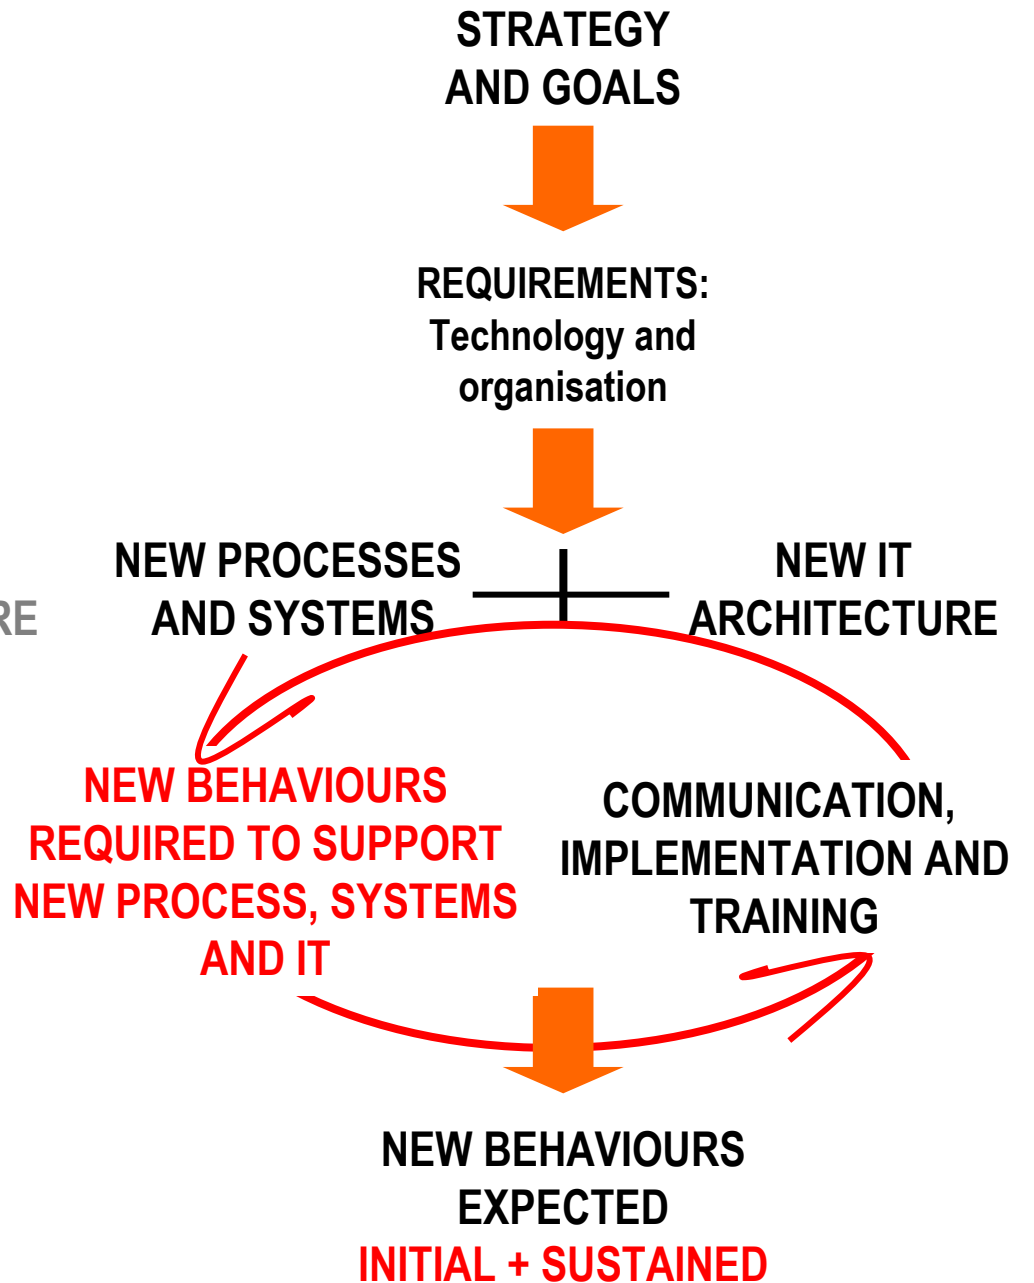 STRATEGY
AND GOALS
REQUIREMENTS:
Technology and
organisation
NEW PROCESSES
AND SYSTEMS
NEW IT
ARCHITECTURE
RE
NEW BEHAVIOURS
REQUIRED TO SUPPORT
NEW PROCESS, SYSTEMS
AND IT
COMMUNICATION,
IMPLEMENTATION AND
TRAINING
NEW BEHAVIOURS
EXPECTED
INITIAL + SUSTAINED